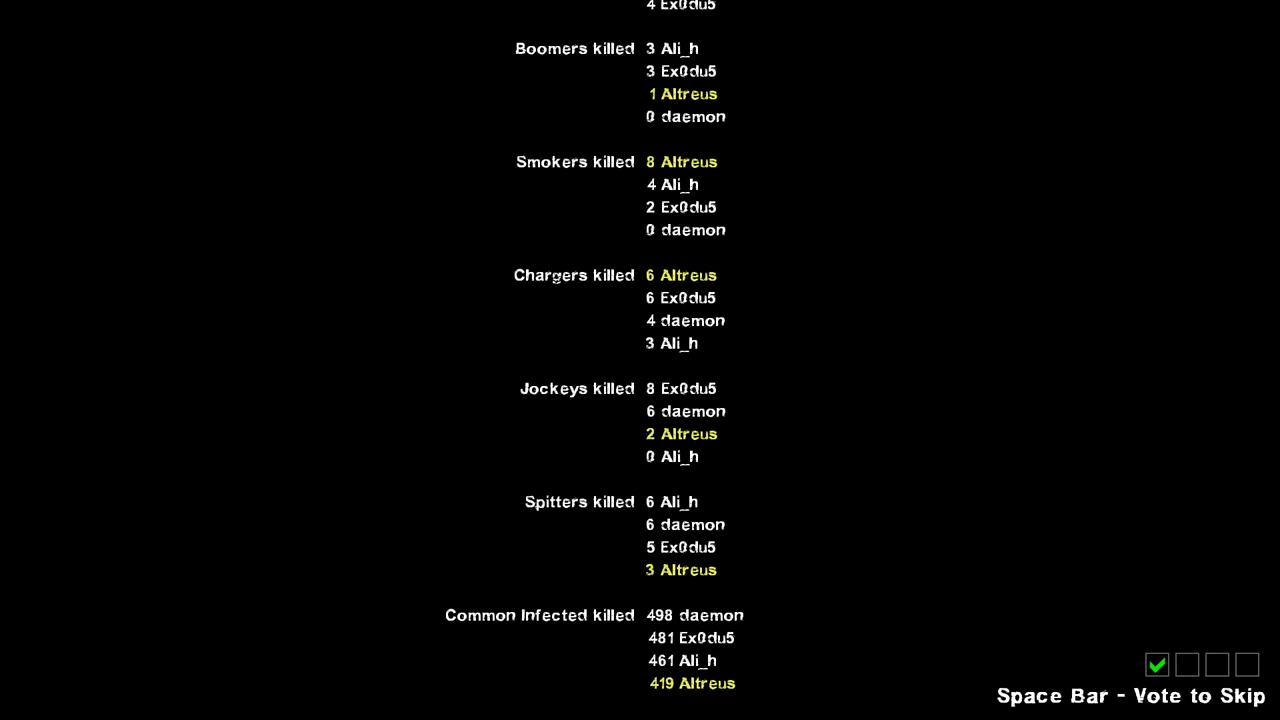 4 Ex0du5
Boomers killed 3 Ali_h
3 Ex0du5
1 Altreus
0 daemon
Smokers killed 8 Altreus
4 Ali_h
2 Ex0du5
0 daemon
Chargers killed 6 Altreus
6 Ex0du5
4 daemon
3 Ali_h
Jockeys killed 8 Ex0du5
6 daemon
2 Altreus
0 Ali_h
Spitters killed 6 Ali_h
6 daemon
5 Ex0du5
3 Altreus
Common Infected killed 498 daemon
481 Ex0du5
461 Ali_h
419 Altreus
Space Bar - Vote to Skip